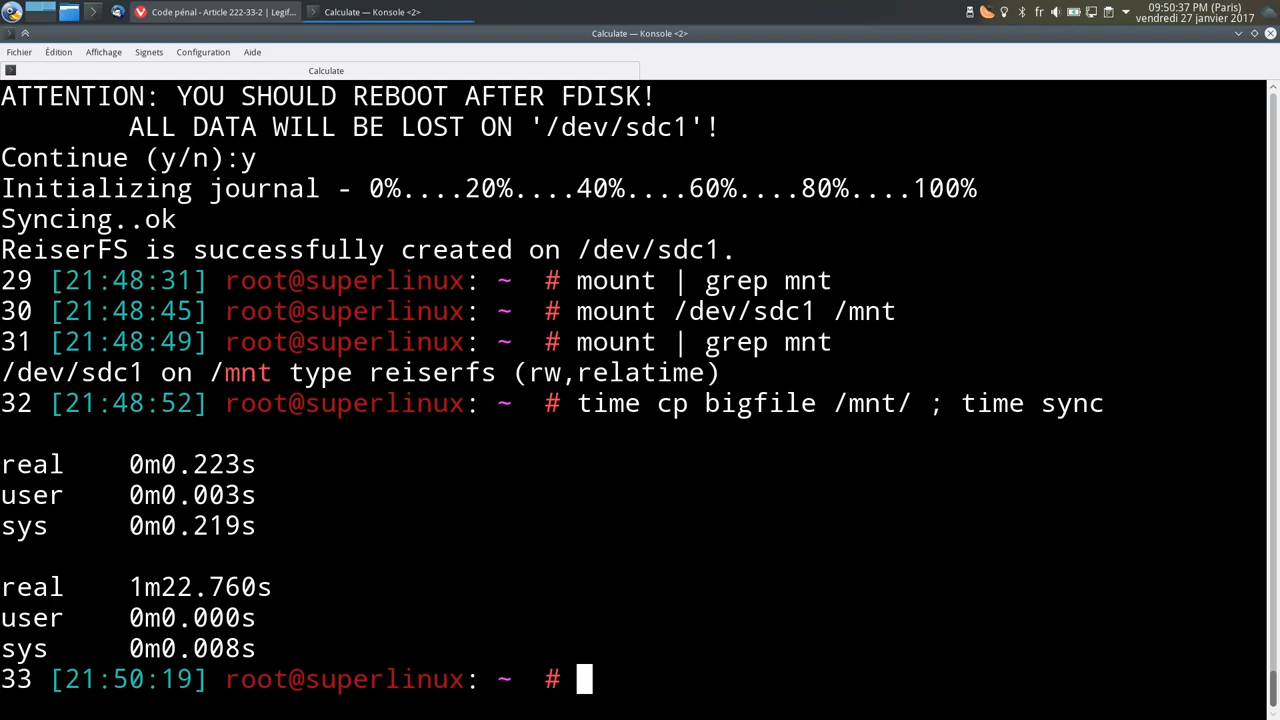 Code pénal - Article 222-33-2 | Legif...
Calculate — Konsole <2>
fr
09:50:37 PM (Paris)
vendredi 27 janvier 2017
Calculate — Konsole <2>
Fichier Édition Affichage Signets Configuration Aide
Calculate
ATTENTION: YOU SHOULD REBOOT AFTER FDISK!
        ALL DATA WILL BE LOST ON '/dev/sdc1'!
Continue (y/n):y
Initializing journal - 0%....20%....40%....60%....80%....100%
Syncing..ok
ReiserFS is successfully created on /dev/sdc1.
29 [21:48:31] root@superlinux: ~  # mount | grep mnt
30 [21:48:45] root@superlinux: ~  # mount /dev/sdc1 /mnt
31 [21:48:49] root@superlinux: ~  # mount | grep mnt
/dev/sdc1 on /mnt type reiserfs (rw,relatime)
32 [21:48:52] root@superlinux: ~  # time cp bigfile /mnt/ ; time sync
real    0m0.223s
user    0m0.003s
sys     0m0.219s
real    1m22.760s
user    0m0.000s
sys     0m0.008s
33 [21:50:19] root@superlinux: ~  #